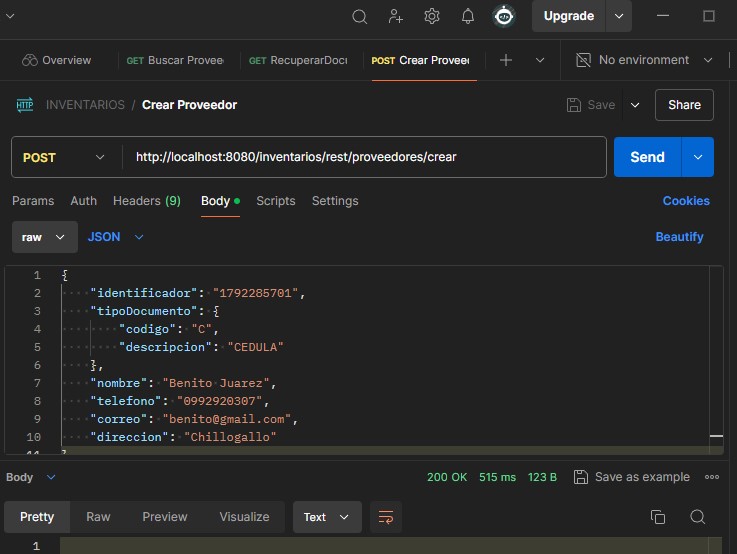 Upgrade
Overview
GET Buscar Provee
GET RecuperarDocu
POST Crear Provee
No environment
HTTP INVENTARIOS / Crear Proveedor
Save
Share
POST
http://localhost:8080/inventarios/rest/proveedores/crear
Send
Params Auth Headers (9) Body Scripts Settings
Cookies
raw JSON
Beautify
1 {
2 "identificador": "1792285701",
3 "tipoDocumento": {
4 "codigo": "C",
5 "descripcion": "CEDULA"
6 },
7 "nombre": "Benito Juarez",
8 "telefono": "0992920307",
9 "correo": "benito@gmail.com",
10 "direccion": "Chillogallo"
11 }
Body
200 OK 515 ms 123 B
Save as example
Pretty Raw Preview Visualize Text
1